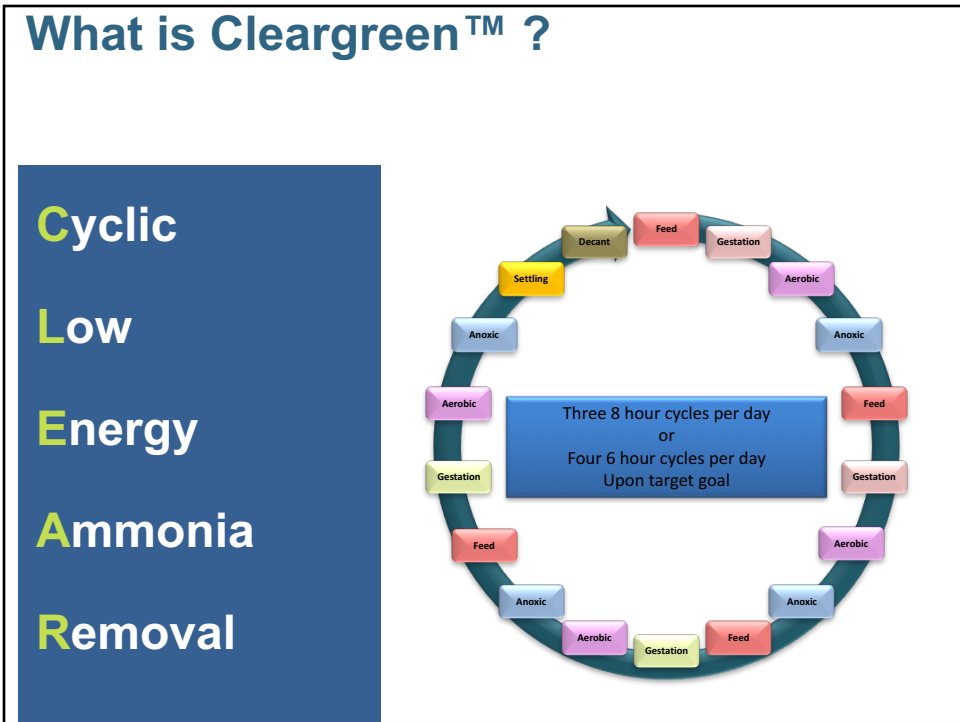 What is Cleargreen™ ?
Cyclic
Low
Energy
Ammonia
Removal
Feed
Gestation
Aerobic
Anoxic
Feed
Gestation
Aerobic
Anoxic
Feed
Gestation
Aerobic
Anoxic
Feed
Gestation
Aerobic
Anoxic
Settling
Decant
Three 8 hour cycles per day
or
Four 6 hour cycles per day
Upon target goal